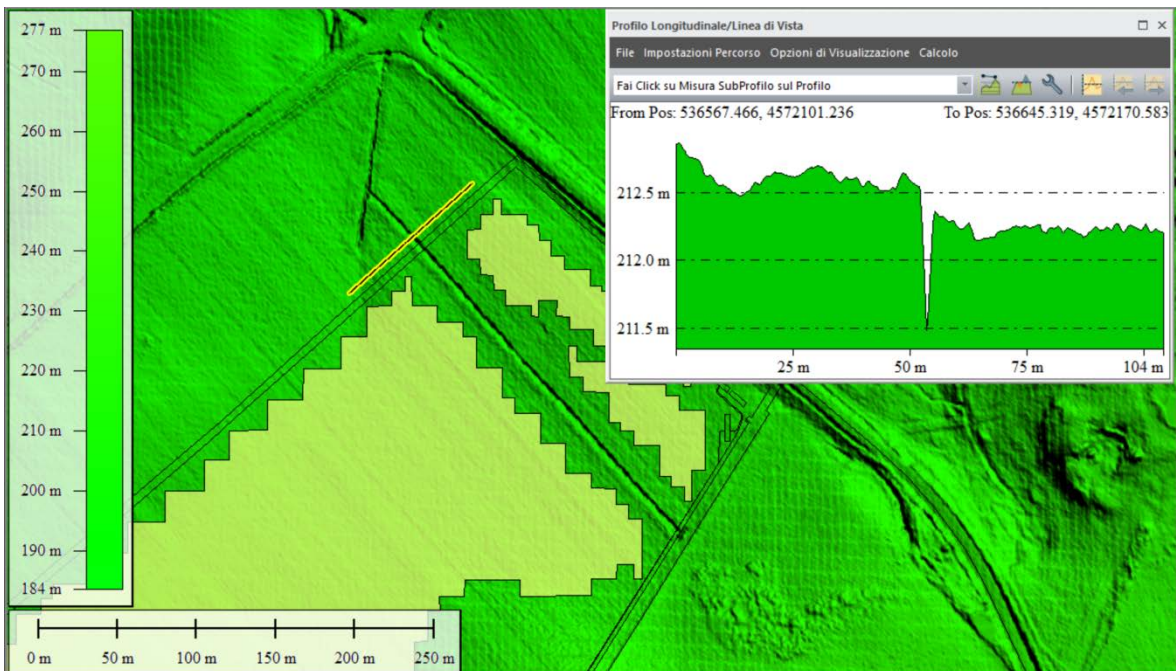 277 m
270 m
260 m
250 m
240 m
230 m
220 m
210 m
200 m
190 m
184 m
0 m 50 m 100 m 150 m 200 m 250 m
Profilo Longitudinale/Linea di Vista
File Impostazioni Percorso Opzioni di Visualizzazione Calcolo
Fai Click su Misura SubProfilo sul Profilo
From Pos: 536567.466, 4572101.236 To Pos: 536645.319, 4572170.583
212.5 m
212.0 m
211.5 m
25 m 50 m 75 m 104 m